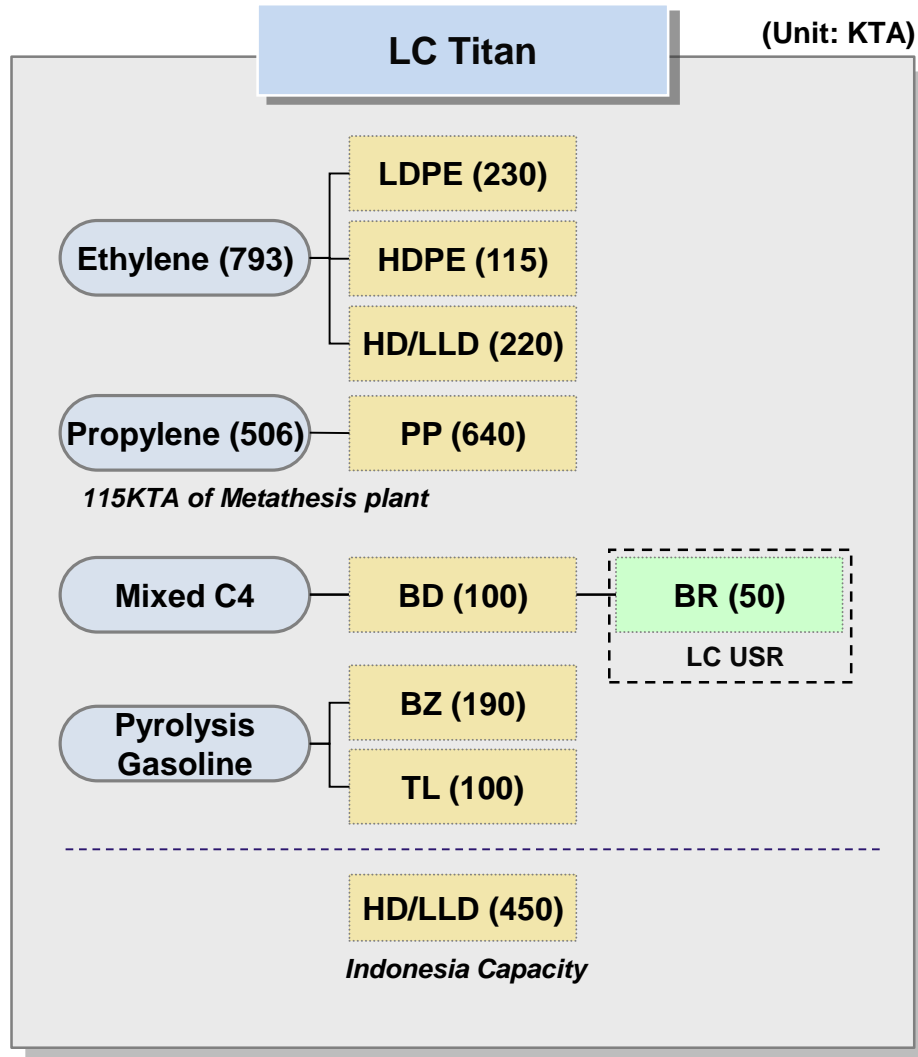 LC Titan
(Unit: KTA)
LDPE (230)
Ethylene (793)
HDPE (115)
HD/LLD (220)
Propylene (506)
PP (640)
115KTA of Metathesis plant
Mixed C4
BD (100)
BR (50)
LC USR
Pyrolysis
Gasoline
BZ (190)
TL (100)
HD/LLD (450)
Indonesia Capacity